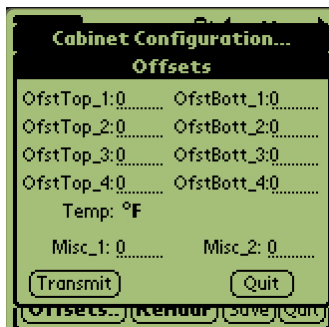 Cabinet Configuration...
Offsets
OfstTop_1:0 OfstBott_1:0
OfstTop_2:0 OfstBott_2:0
OfstTop_3:0 OfstBott_3:0
OfstTop_4:0 OfstBott_4:0
Temp: °F
Misc_1: 0 Misc_2: 0
Transmit Quit
Offsets.. Save Quit